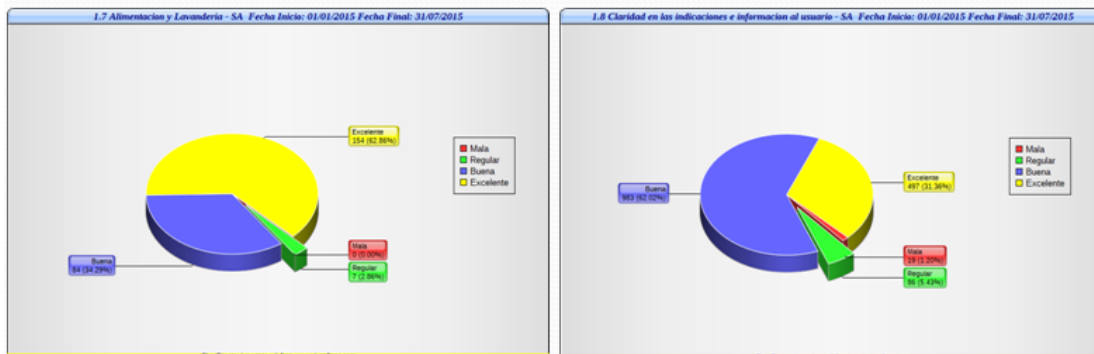 1.7 Alimentacion y Lavanderia - SA Fecha Inicio: 01/01/2015 Fecha Final: 31/07/2015
Excelente
154 (62.86%)
Mala
Regular
Buena
Excelente
Mala
0 (0.00%)
Buena
84 (34.29%)
Regular
7 (2.86%)
1.8 Claridad en las indicaciones e informacion al usuario - SA Fecha Inicio: 01/01/2015 Fecha Final: 31/07/2015
Mala
Regular
Buena
Excelente
Excelente
497 (31.36%)
Buena
983 (62.02%)
Mala
19 (1.20%)
Regular
86 (5.43%)